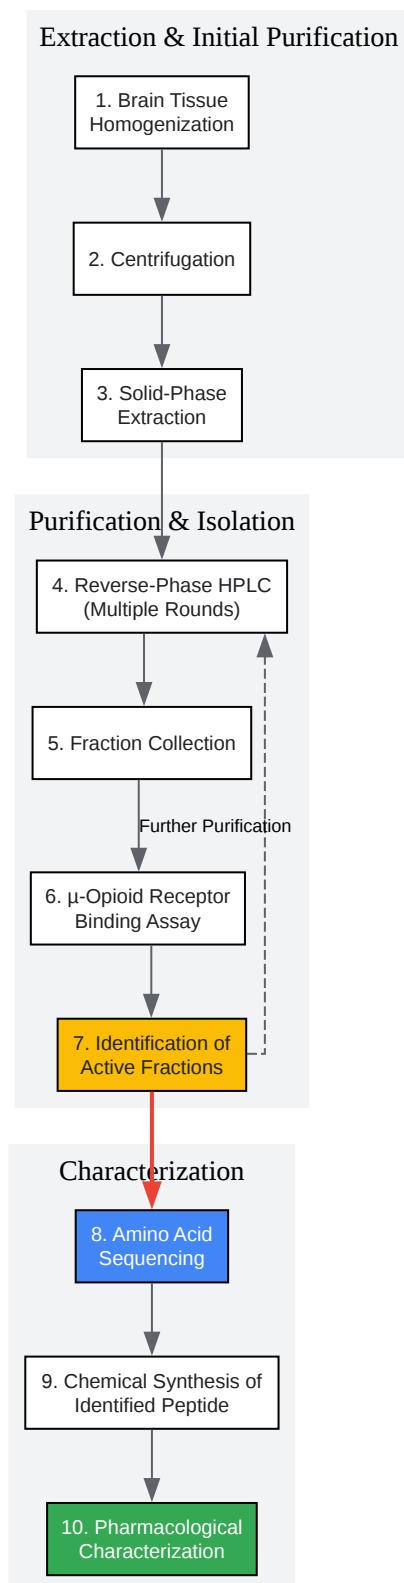 Extraction & Initial Purification
1. Brain Tissue
Homogenization
2. Centrifugation
3. Solid-Phase
Extraction
Purification & Isolation
4. Reverse-Phase HPLC
(Multiple Rounds)
5. Fraction Collection
Further Purification
6. µ-Opioid Receptor
Binding Assay
7. Identification of
Active Fractions
Characterization
8. Amino Acid
Sequencing
9. Chemical Synthesis of
Identified Peptide
10. Pharmacological
Characterization